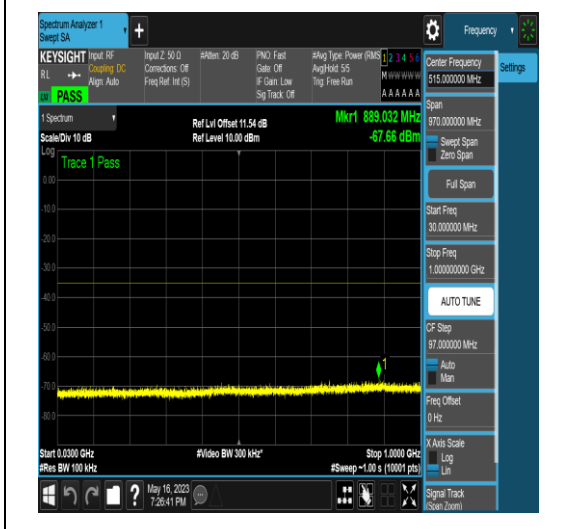 Spectrum Analyzer 1
Swept SA
+
Frequency
KEYSIGHT
RL
PASS
Input: RF
Coupling: DC
Align: Auto
Input Z: 50 Ω
Corrections: Off
Freq Ref: Int (S)
#Atten: 20 dB
PNO: Fast
Gate: Off
IF Gain: Low
Sig Track: Off
#Avg Type: Power (RMS
Avg|Hold: 5/5
Trig: Free Run
1 2 3 4 5 6
M W W W W W
A A A A A A
1 Spectrum
Scale/Div 10 dB
Ref Lvl Offset 11.54 dB
Ref Level 10.00 dBm
Mkr1 889.032 MHz
-67.66 dBm
Log
Trace 1 Pass
0.00
-10.0
-20.0
-30.0
-40.0
-50.0
-60.0
-70.0
-80.0
1
Start 0.0300 GHz
#Res BW 100 kHz
#Video BW 300 kHz*
Stop 1.0000 GHz
#Sweep ~1.00 s (10001 pts)
May 16, 2023
7:26:41 PM
?
Center Frequency
515.000000 MHz
Span
970.000000 MHz
Swept Span
Zero Span
Full Span
Start Freq
30.000000 MHz
Stop Freq
1.000000000 GHz
AUTO TUNE
CF Step
97.000000 MHz
Auto
Man
Freq Offset
0 Hz
X Axis Scale
Log
Lin
Signal Track
(Span Zoom)
Settings